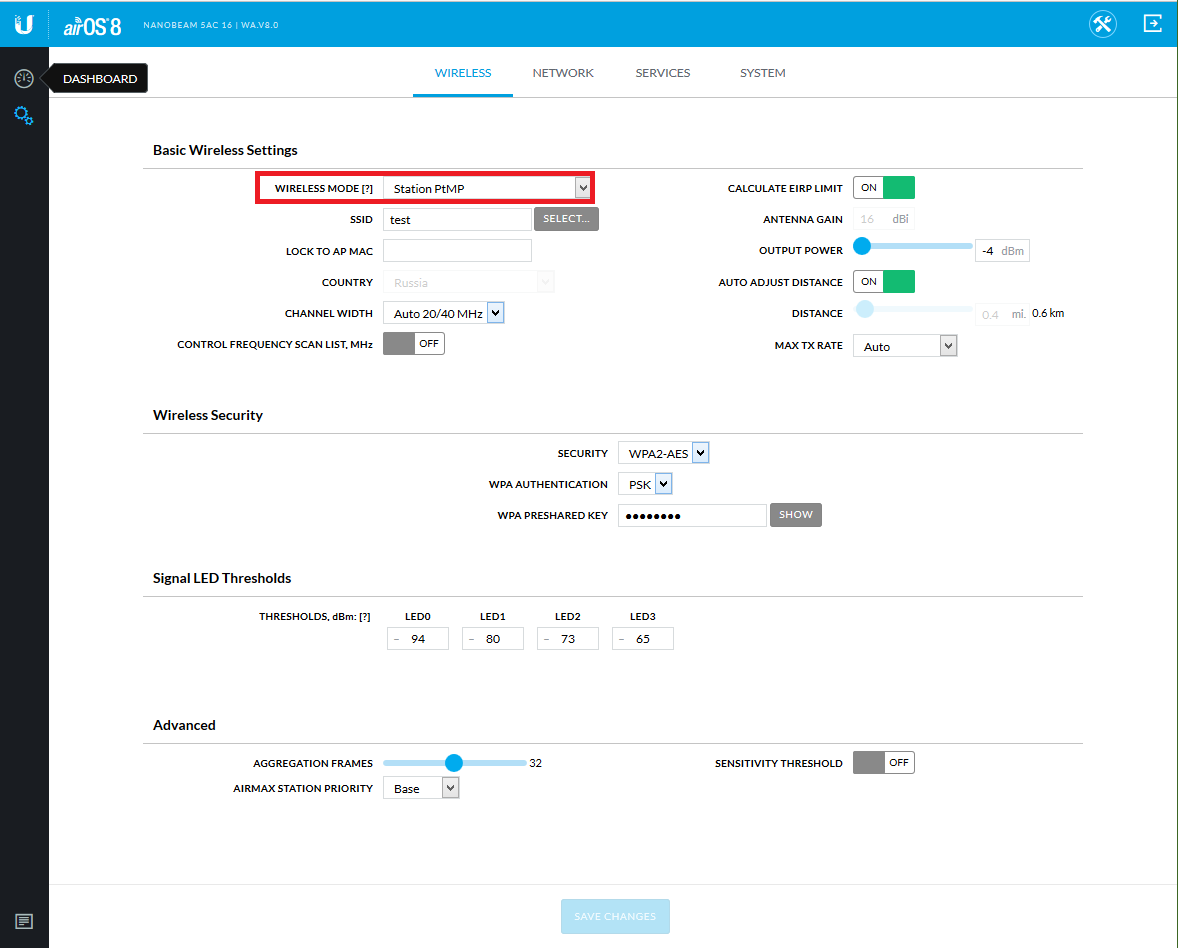 airOS 8 NANOBEAM 5AC 16 | WA.V8.0
DASHBOARD
WIRELESS NETWORK SERVICES SYSTEM
Basic Wireless Settings
WIRELESS MODE [?] Station PtMP
SSID test SELECT...
LOCK TO AP MAC
COUNTRY Russia
CHANNEL WIDTH Auto 20/40 MHz
CONTROL FREQUENCY SCAN LIST, MHz OFF
CALCULATE EIRP LIMIT ON
ANTENNA GAIN 16 dBi
OUTPUT POWER -4 dBm
AUTO ADJUST DISTANCE ON
DISTANCE 0.4 mi. 0.6 km
MAX TX RATE Auto
Wireless Security
SECURITY WPA2-AES
WPA AUTHENTICATION PSK
WPA PRESHARED KEY •••••••• SHOW
Signal LED Thresholds
THRESHOLDS, dBm: [?] LED0 LED1 LED2 LED3
- 94 - 80 - 73 - 65
Advanced
AGGREGATION FRAMES 32
AIRMAX STATION PRIORITY Base
SENSITIVITY THRESHOLD OFF
SAVE CHANGES